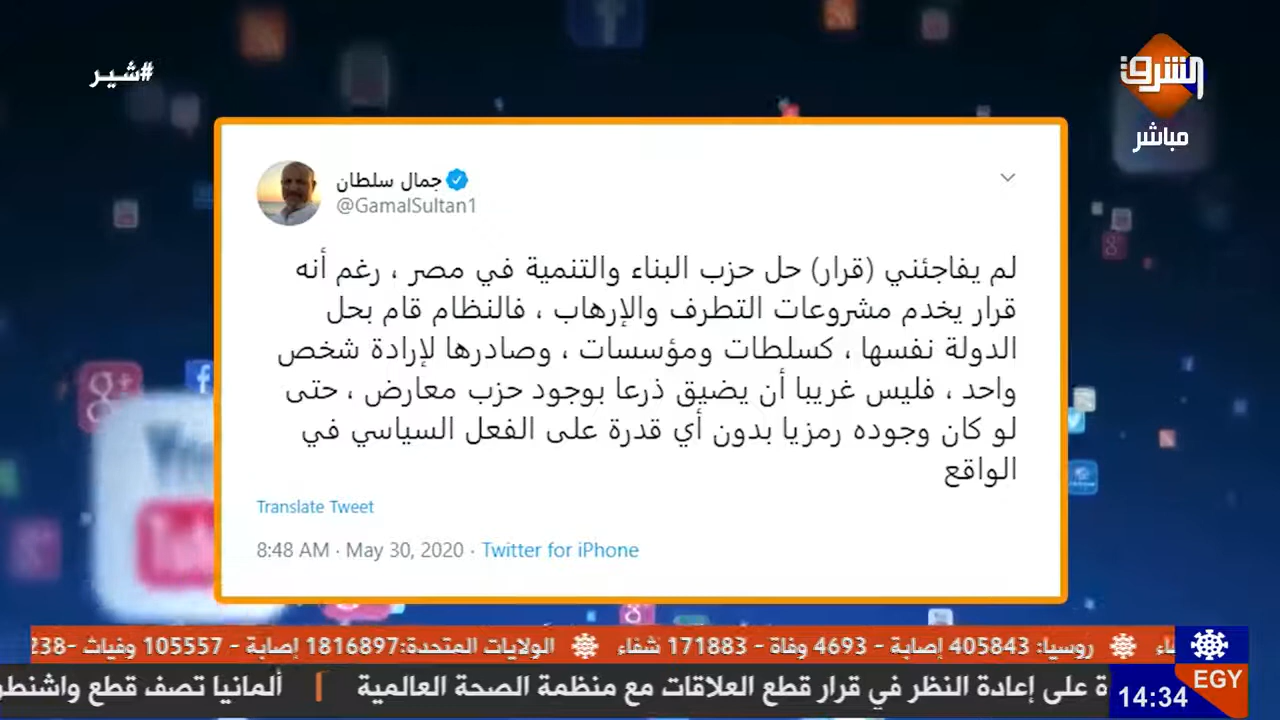 #شير
الشرق
مباشر
جمال سلطان
@GamalSultan1
لم يفاجئني (قرار) حل حزب البناء والتنمية في مصر ، رغم أنه
قرار يخدم مشروعات التطرف والإرهاب ، فالنظام قام بحل
الدولة نفسها ، كسلطات ومؤسسات ، وصادرها لإرادة شخص
واحد ، فليس غريبا أن يضيق ذرعا بوجود حزب معارض ، حتى
لو كان وجوده رمزيا بدون أي قدرة على الفعل السياسي في
الواقع
Translate Tweet
8:48 AM · May 30, 2020 · Twitter for iPhone
روسيا: 405843 إصابة - 4693 وفاة - 171883 شفاء الولايات المتحدة:1816897 إصابة - 105557 وفيات -238
على إعادة النظر في قرار قطع العلاقات مع منظمة الصحة العالمية | ألمانيا تصف قطع
EGY
14:34